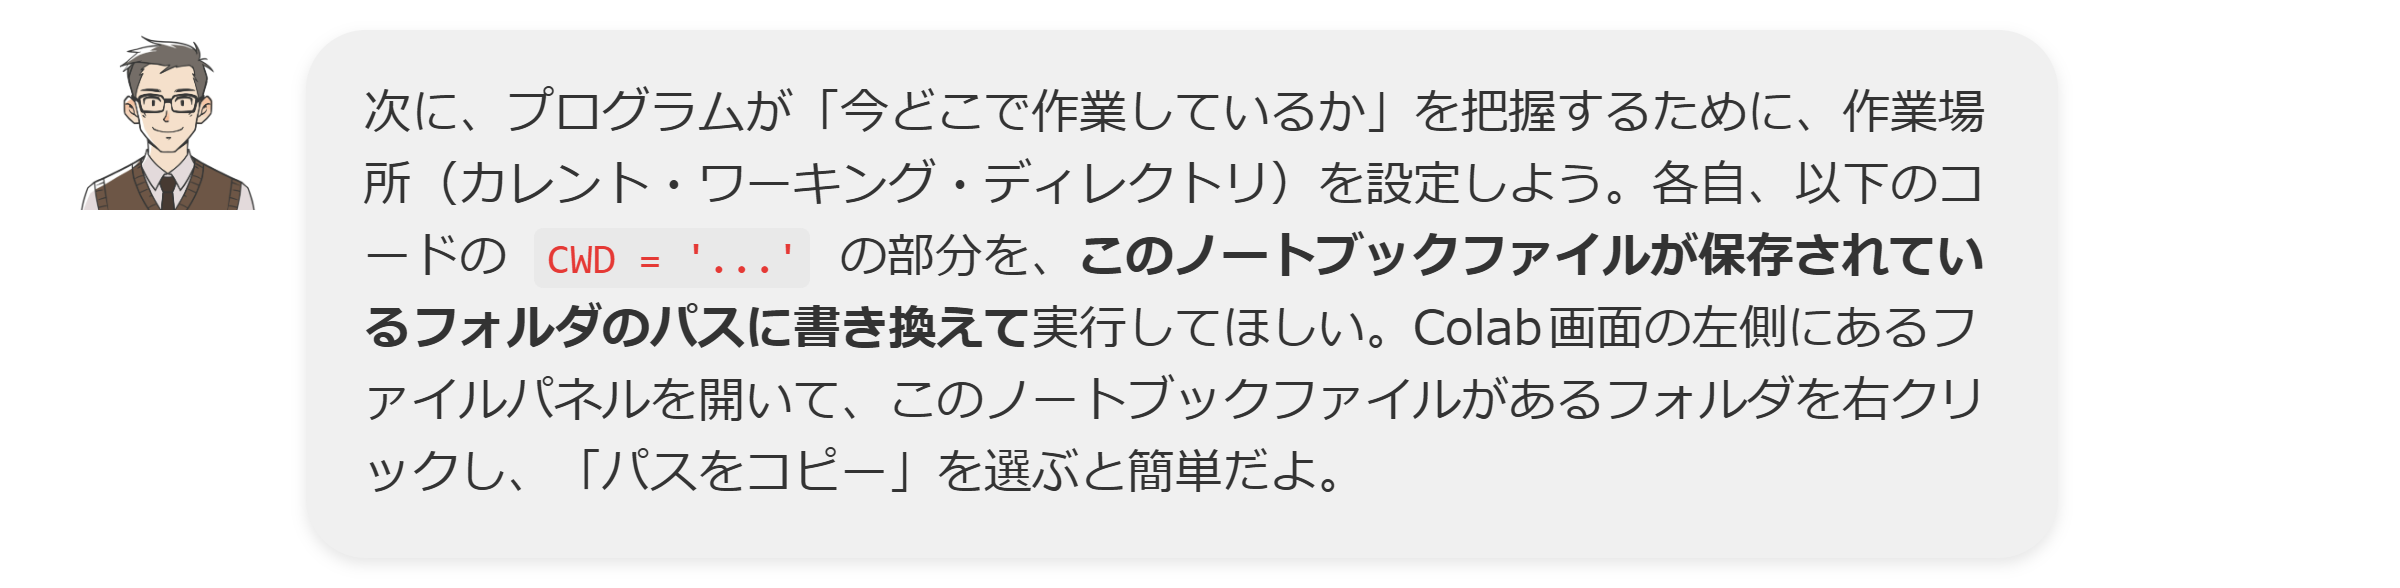 次に、プログラムが「今どこで作業しているか」を把握するために、作業場
所（カレント・ワーキング・ディレクトリ）を設定しよう。各自、以下のコ
ードの CWD = '...' の部分を、このノートブックファイルが保存されてい
るフォルダのパスに書き換えて実行してほしい。Colab画面の左側にあるフ
ァイルパネルを開いて、このノートブックファイルがあるフォルダを右クリ
ックし、「パスをコピー」を選ぶと簡単だよ。